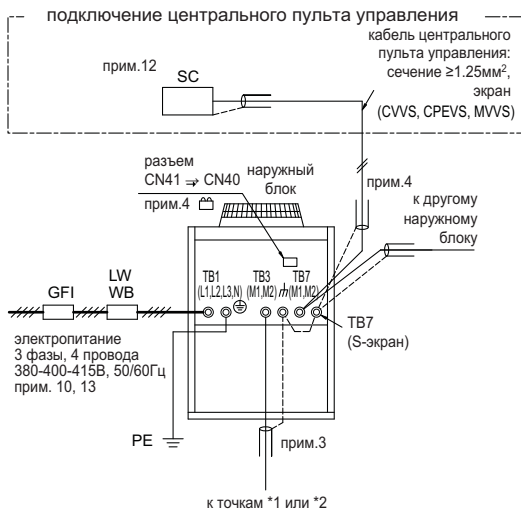 подключение центрального пульта управления
прим.12
SC
кабель центрального
пульта управления:
сечение ≥1.25мм²,
экран
(CVVS, CPEVS, MVVS)
разъем
CN41 ⇒ CN40
прим.4
наружный
блок
прим.4
к другому
наружному
блоку
TB1
(L1,L2,L3,N)
TB3
(M1,M2)
TB7
(M1,M2)
GFI
LW
WB
TB7
(S-экран)
электропитание
3 фазы, 4 провода
380-400-415В, 50/60Гц
прим. 10, 13
PE
прим.3
к точкам *1 или *2